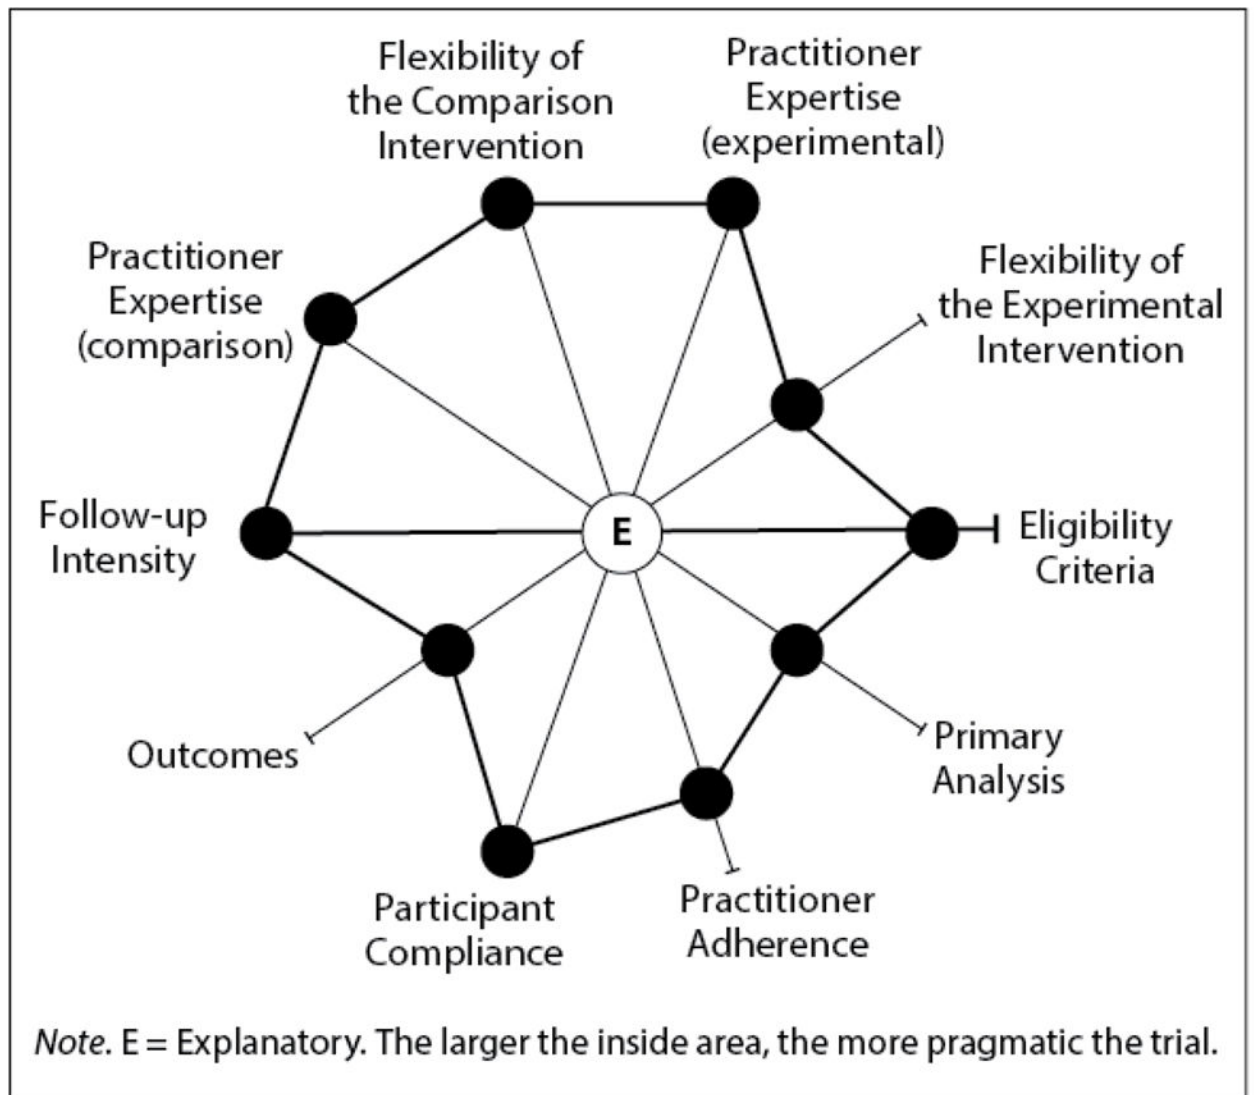 Flexibility of
the Comparison
Intervention
Practitioner
Expertise
(experimental)
Practitioner
Expertise
(comparison)
Flexibility of
the Experimental
Intervention
Follow-up
Intensity
E
Eligibility
Criteria
Outcomes
Primary
Analysis
Participant
Compliance
Practitioner
Adherence
Note. E = Explanatory. The larger the inside area, the more pragmatic the trial.